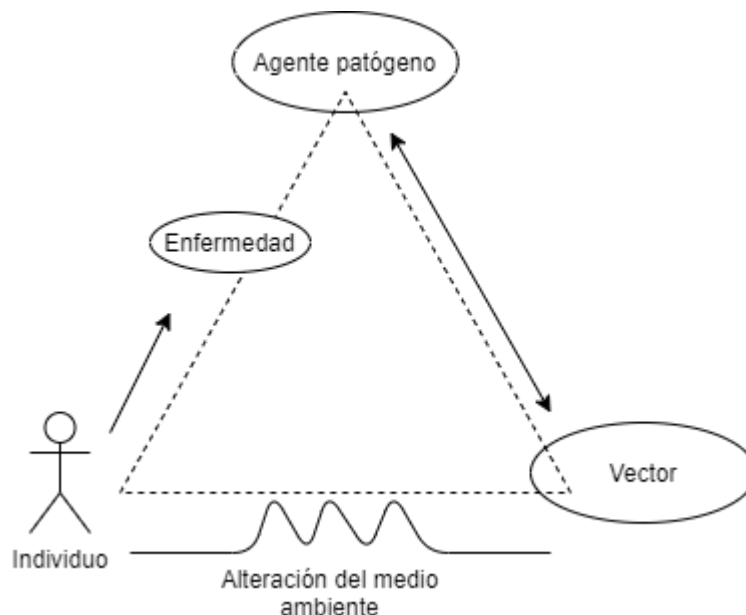 Agente patógeno
Enfermedad
Vector
Individuo
Alteración del medio
ambiente